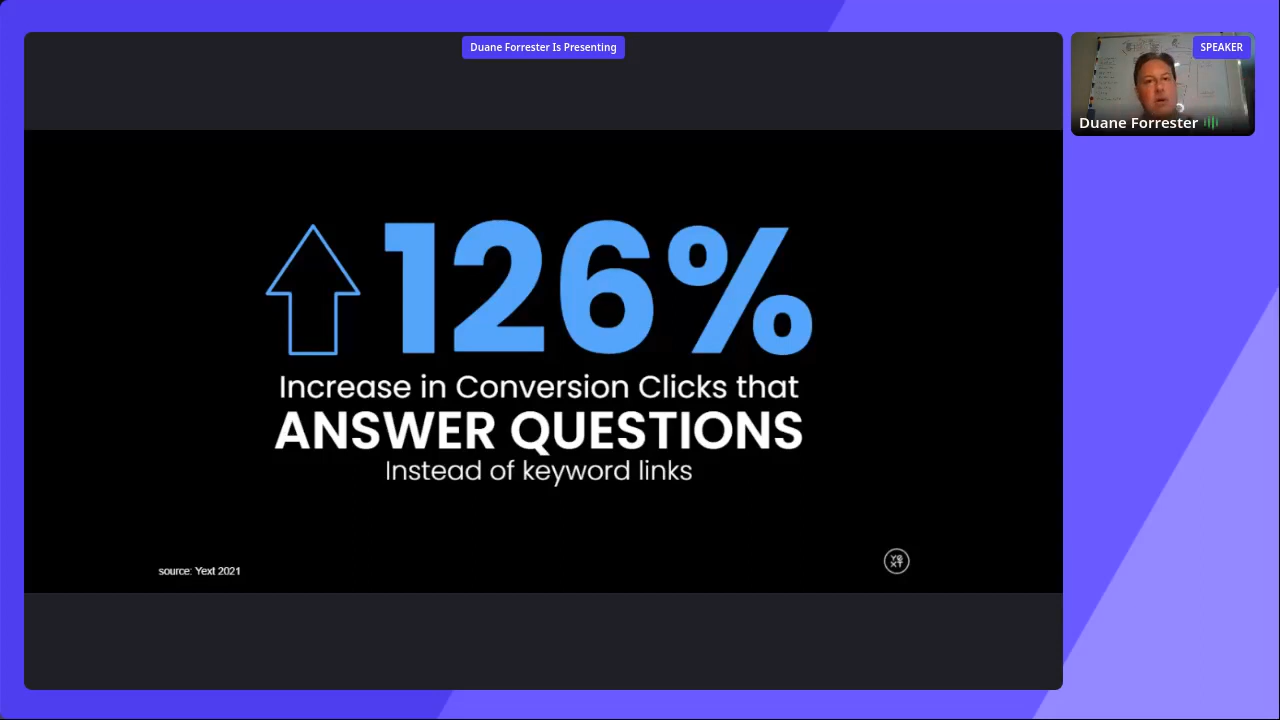 Duane Forrester Is Presenting
SPEAKER
Duane Forrester
126%
Increase in Conversion Clicks that
ANSWER QUESTIONS
Instead of keyword links
source: Yext 2021
YEXT